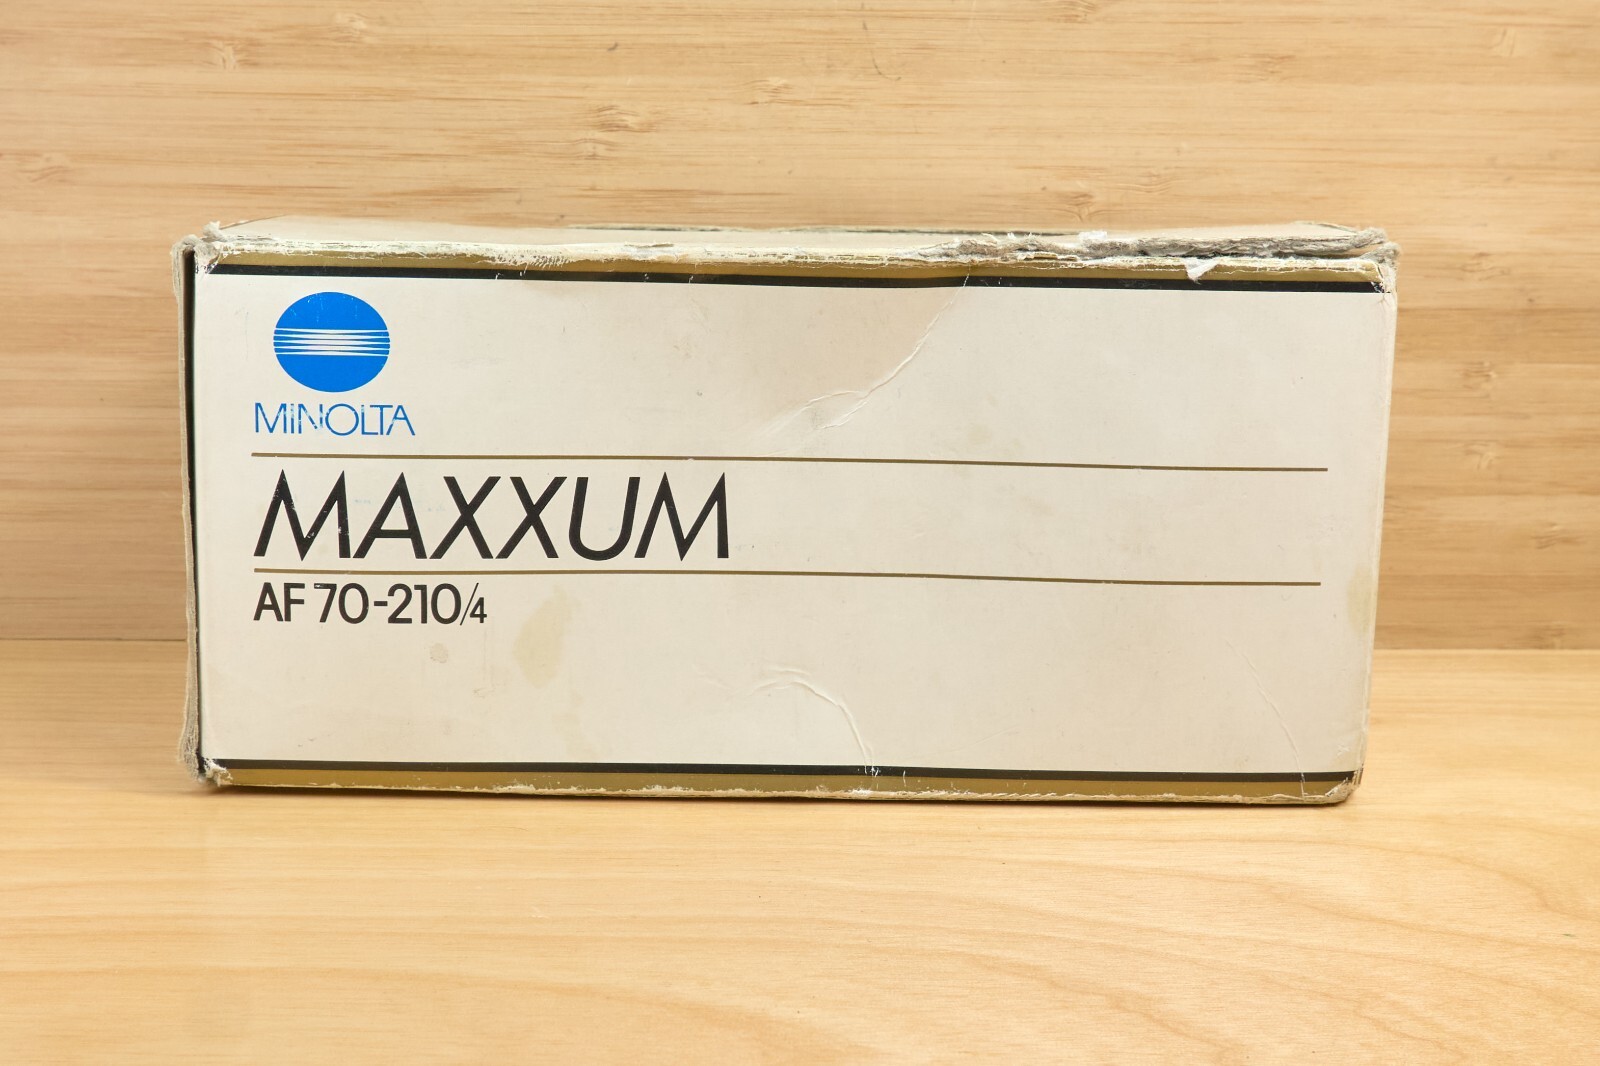 MINOLTA
MAXXUM
AF 70-210/4